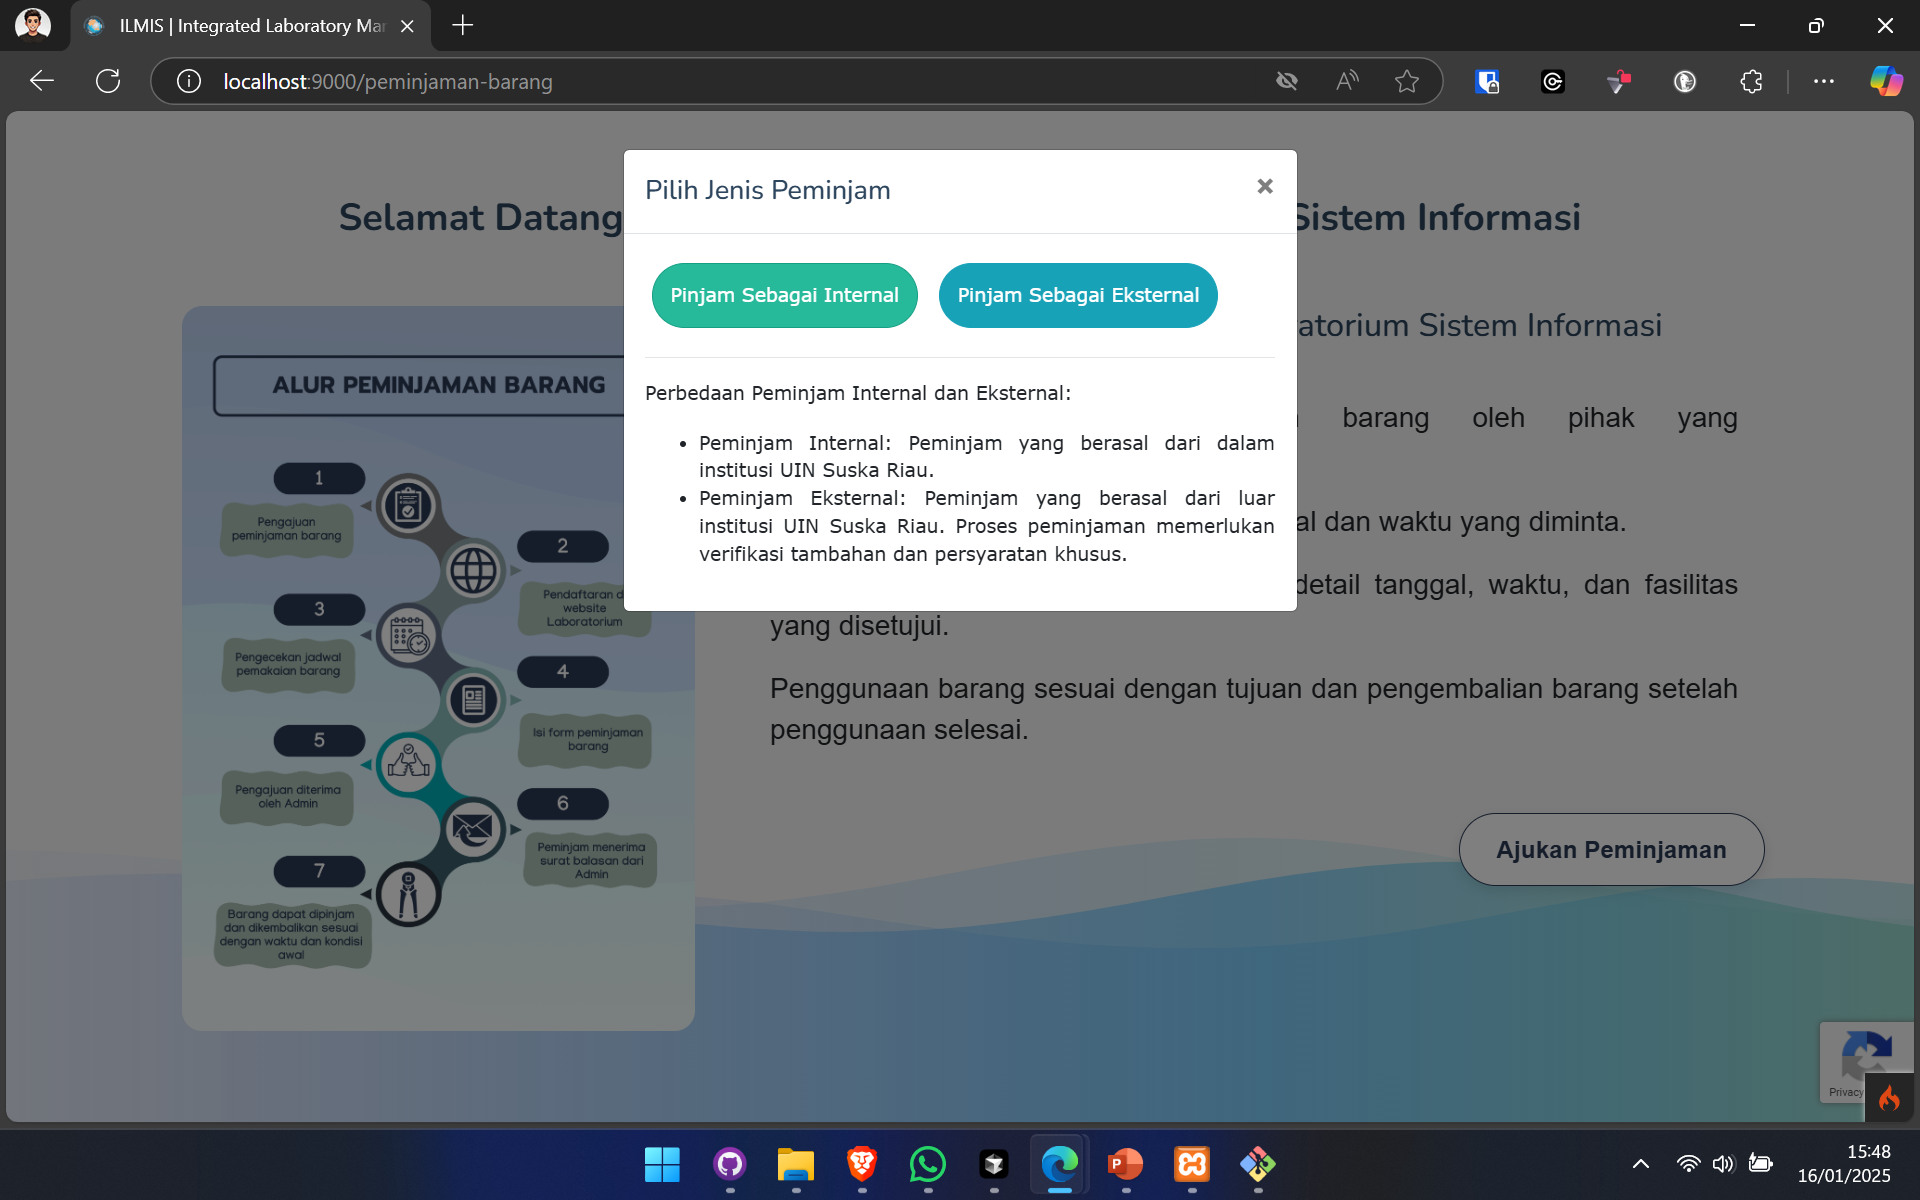 ILMIS | Integrated Laboratory Mar
localhost:9000/peminjaman-barang
Pilih Jenis Peminjam
Selamat Datang
Sistem Informasi
Pinjam Sebagai Internal
Pinjam Sebagai Eksternal
atorium Sistem Informasi
Perbedaan Peminjam Internal dan Eksternal:
Peminjam Internal: Peminjam yang berasal dari dalam
institusi UIN Suska Riau.
Peminjam Eksternal: Peminjam yang berasal dari luar
institusi UIN Suska Riau. Proses peminjaman memerlukan
verifikasi tambahan dan persyaratan khusus.
barang oleh pihak yang
al dan waktu yang diminta.
detail tanggal, waktu, dan fasilitas
yang disetujui.
Penggunaan barang sesuai dengan tujuan dan pengembalian barang setelah
penggunaan selesai.
Ajukan Peminjaman
ALUR PEMINJAMAN BARANG
1
Pengajuan
peminjaman barang
2
Pendaftaran d
website
Laboratorium
3
Pengecekan jadwal
pemakaian barang
4
Isi form peminjaman
barang
5
Pengajuan diterima
oleh Admin
6
Peminjam menerima
surat balasan dari
Admin
7
Barang dapat dipinjam
dan dikembalikan sesuai
dengan waktu dan kondisi
awal
Privacy
15:48
16/01/2025